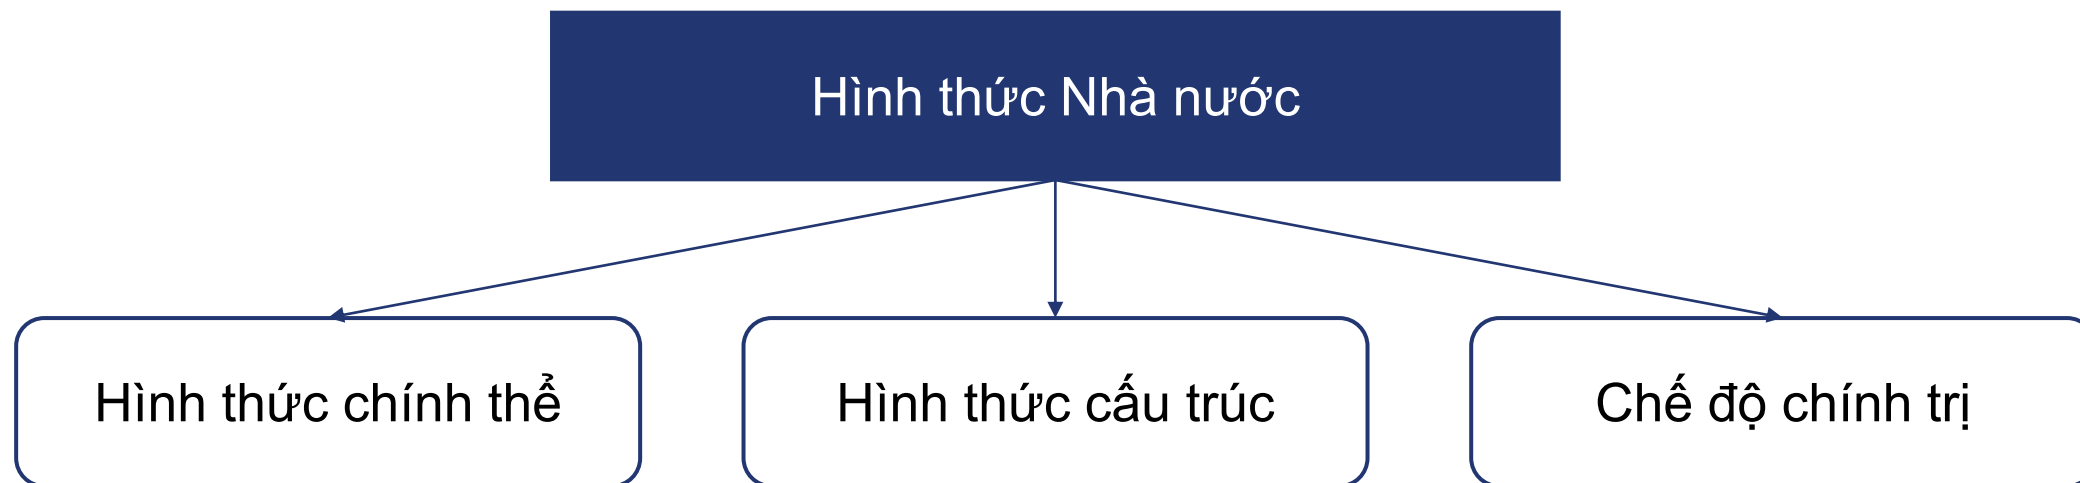 Hình thức Nhà nước
Hình thức chính thể
Hình thức cấu trúc
Chế độ chính trị